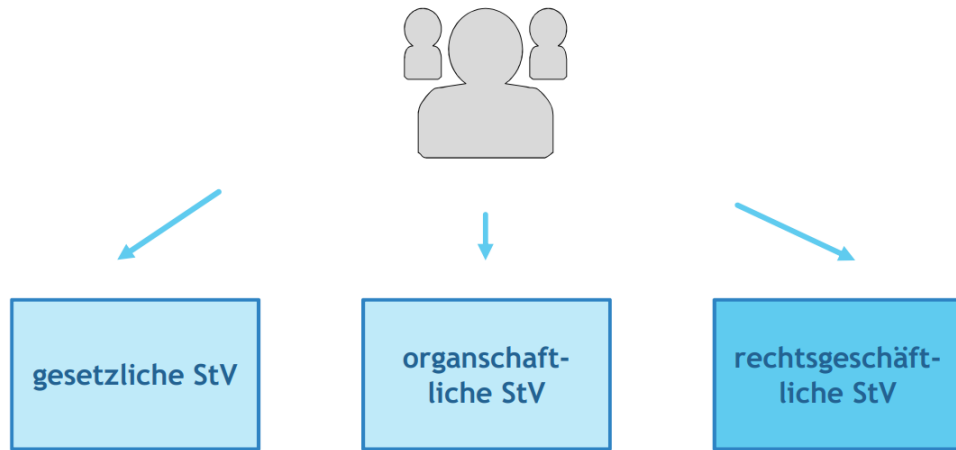 gesetzliche StV
organschaft-
liche StV
rechtsgeschäft-
liche StV